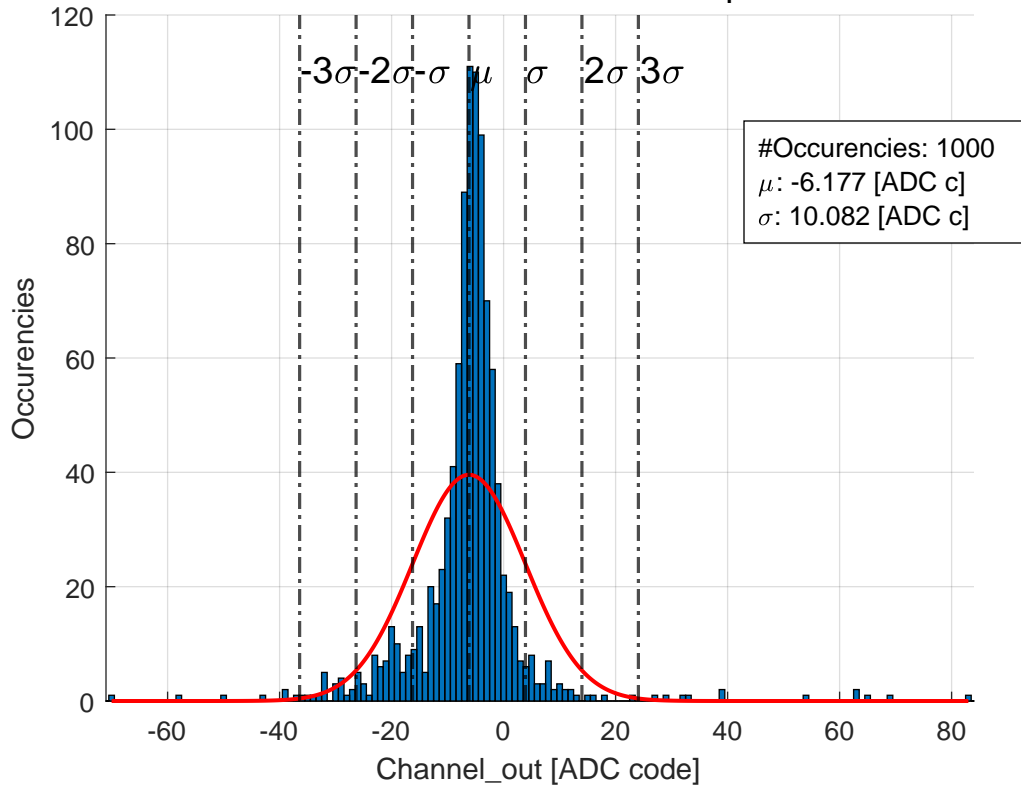 120
100
80
60
40
20
0
-3σ -2σ -σ μ σ 2σ 3σ
#Occurencies: 1000
μ: -6.177 [ADC c]
σ: 10.082 [ADC c]
Occurencies
-60 -40 -20 0 20 40 60 80
Channel_out [ADC code]